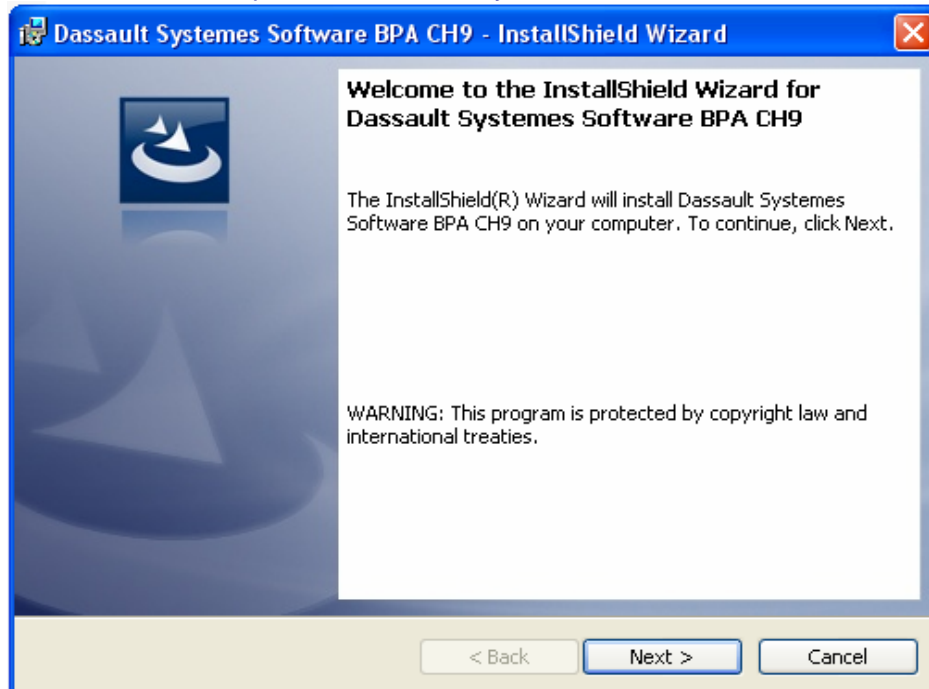 Dassault Systemes Software BPA CH9 - InstallShield Wizard
Welcome to the InstallShield Wizard for
Dassault Systemes Software BPA CH9
The InstallShield(R) Wizard will install Dassault Systemes
Software BPA CH9 on your computer. To continue, click Next.
WARNING: This program is protected by copyright law and
international treaties.
< Back Next > Cancel